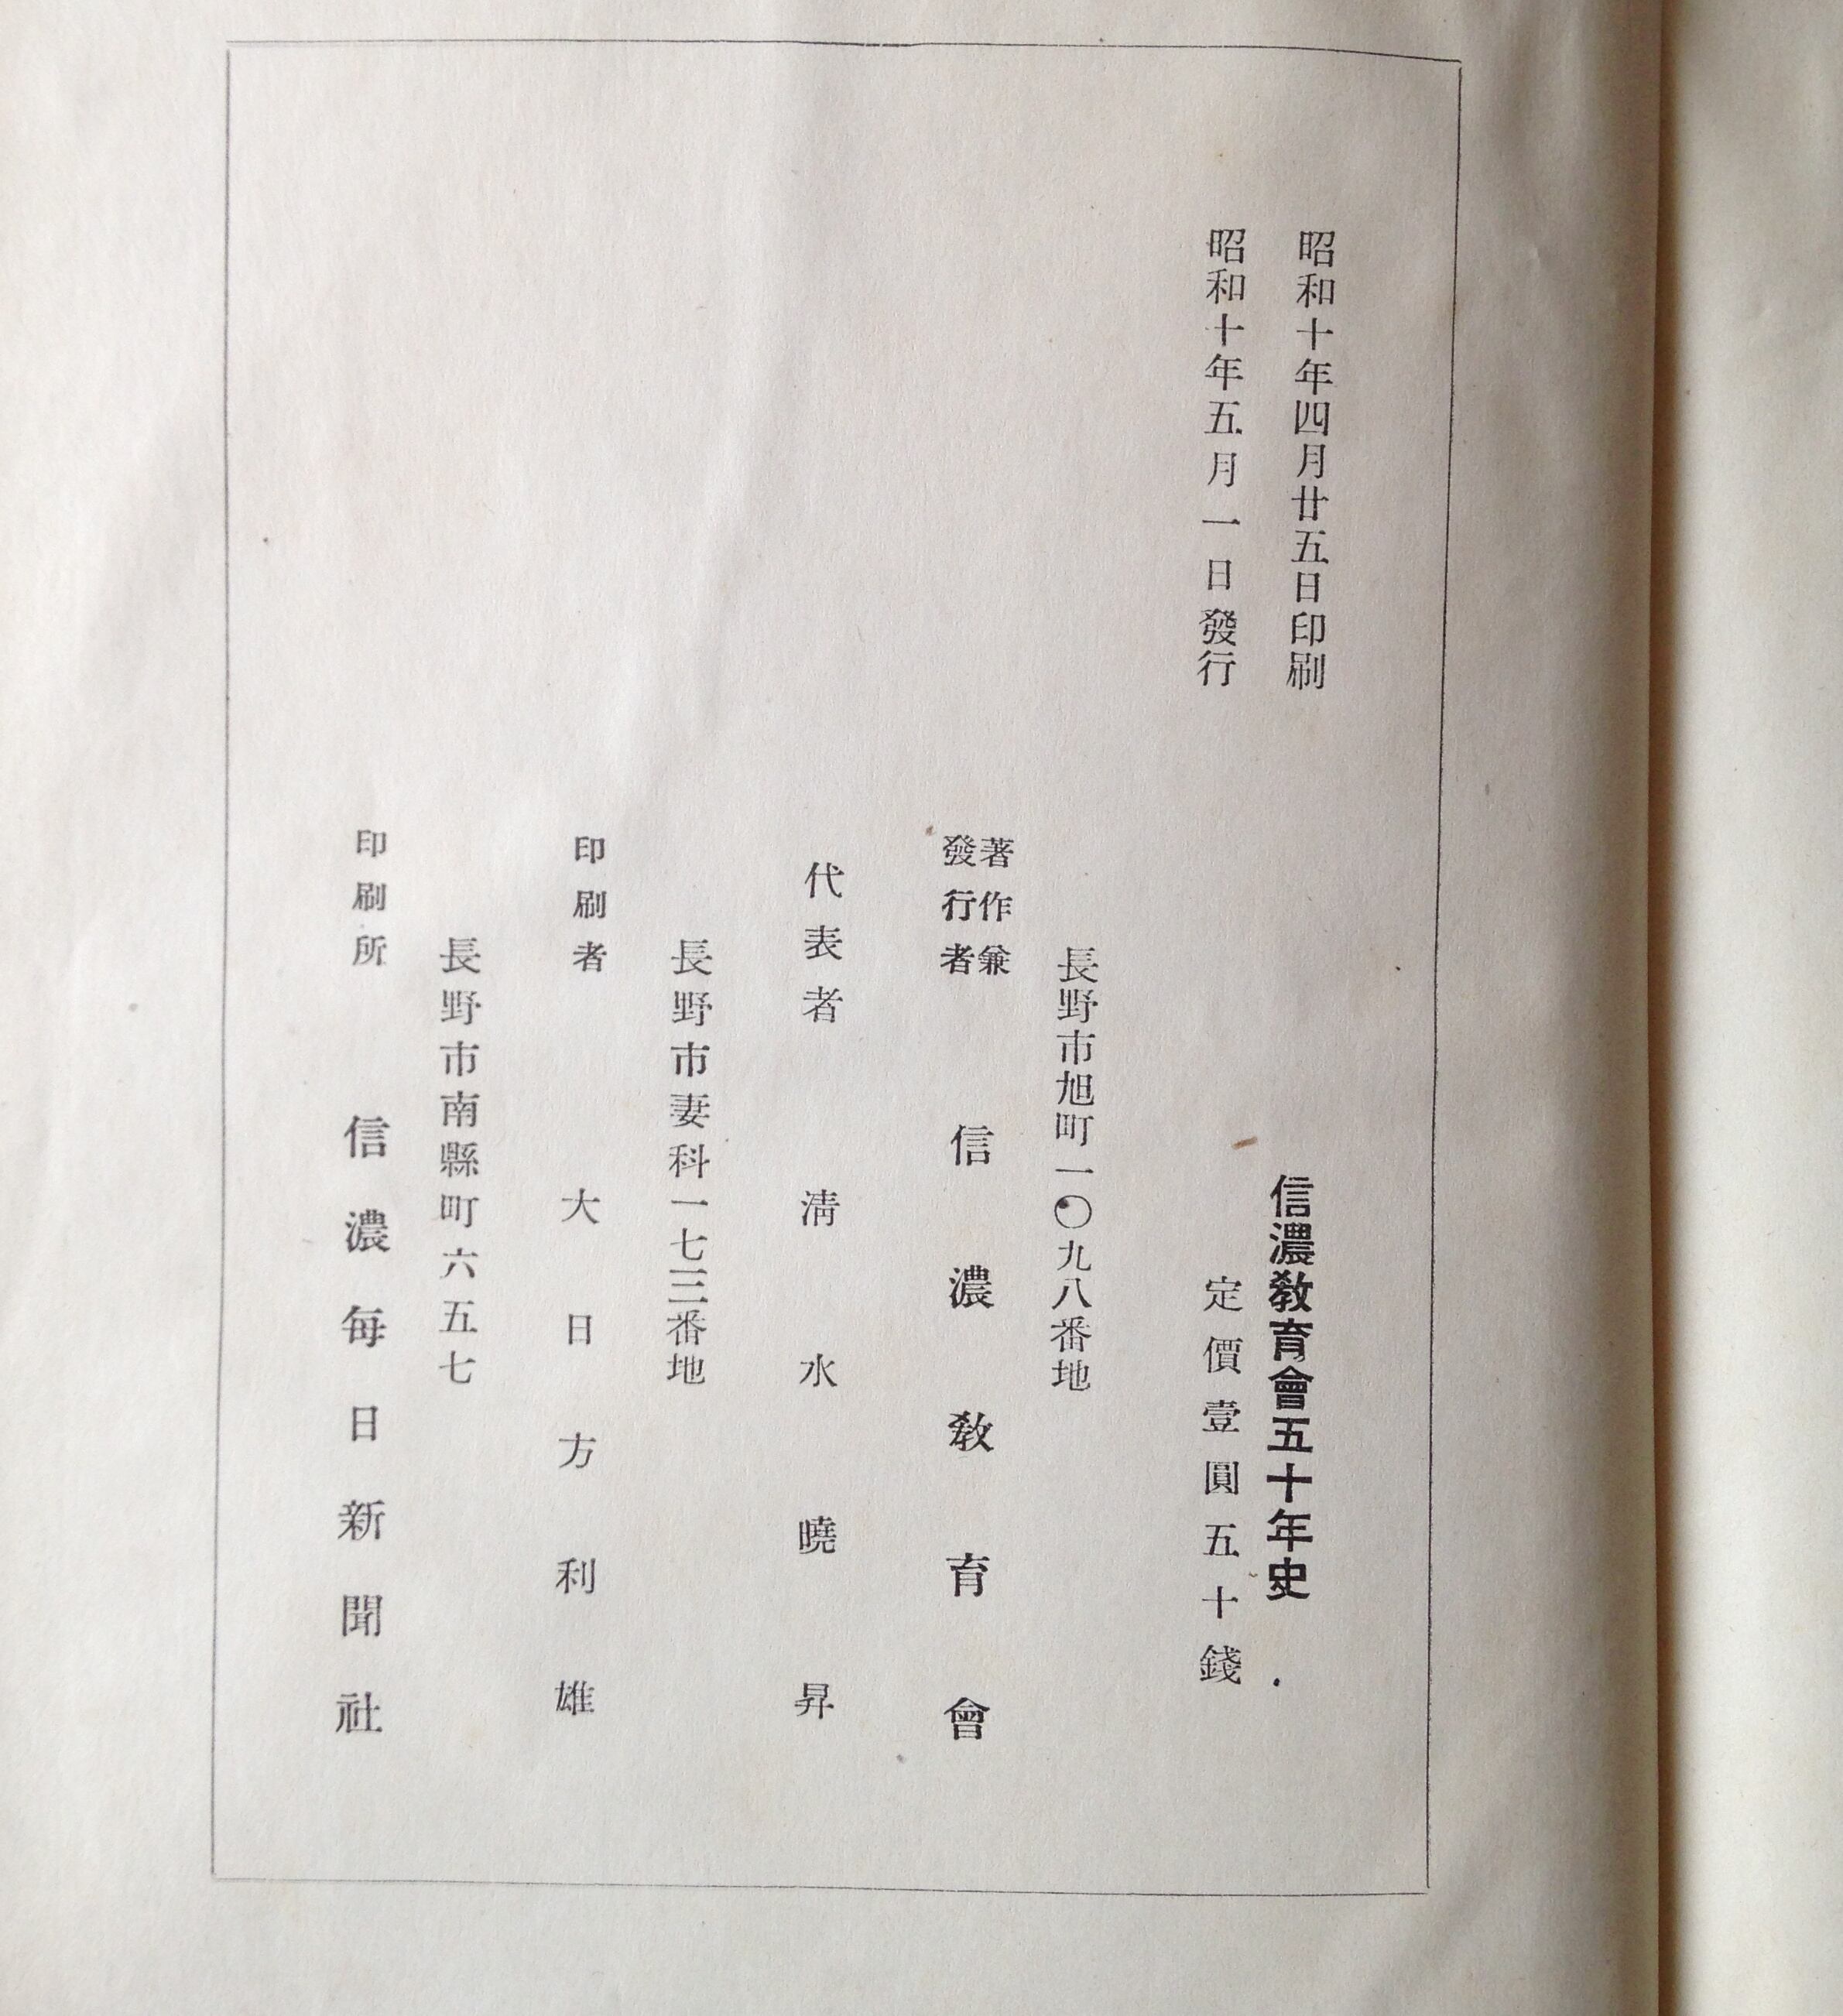 昭和十年四月廿五日印刷
昭和十年五月一日發行
信濃敎育會五十年史
定價壹圓五十錢
長野市旭町一〇九八番地
著作兼
發行者
信濃敎育會
代表者 淸水曉昇
長野市妻科一七三番地
印刷者 大日方利雄
長野市南縣町六五七
印刷所 信濃每日新聞社